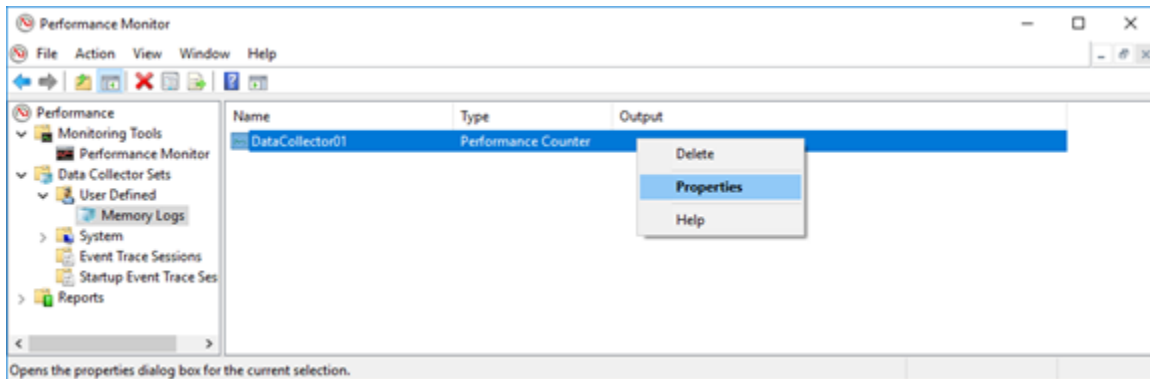 Performance Monitor
File Action View Window Help
Performance
Monitoring Tools
Performance Monitor
Data Collector Sets
User Defined
Memory Logs
System
Event Trace Sessions
Startup Event Trace Ses
Reports
Name Type Output
DataCollector01 Performance Counter
Delete
Properties
Help
Opens the properties dialog box for the current selection.